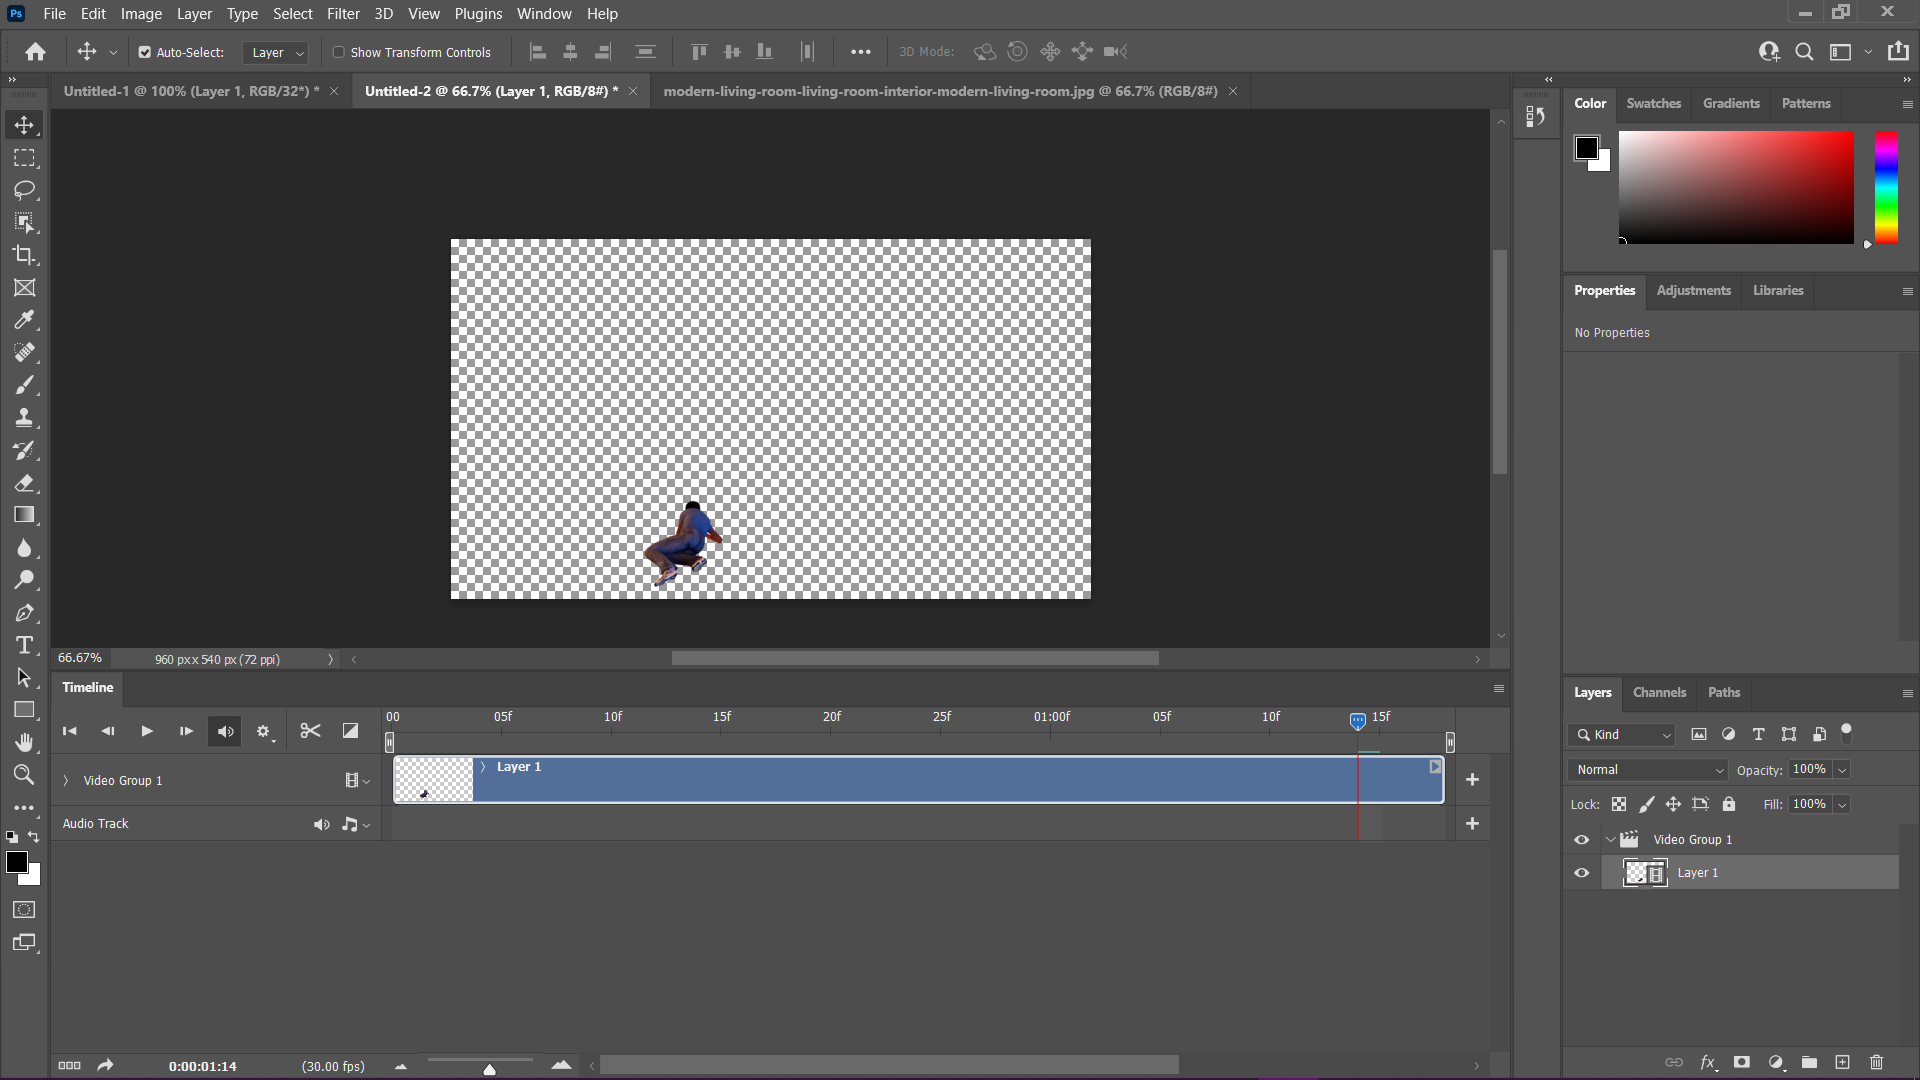 Ps File Edit Image Layer Type Select Filter 3D View Plugins Window Help
Auto-Select: Layer Show Transform Controls 3D Mode:
Untitled-1 @ 100% (Layer 1, RGB/32*) * Untitled-2 @ 66.7% (Layer 1, RGB/8#) * modern-living-room-living-room-interior-modern-living-room.jpg @ 66.7% (RGB/8#)
Color Swatches Gradients Patterns
Properties Adjustments Libraries
No Properties
66.67% 960 px x 540 px (72 ppi)
Timeline
00 05f 10f 15f 20f 25f 01:00f 05f 10f 15f
Video Group 1
Layer 1
Audio Track
0:00:01:14 (30.00 fps)
Layers Channels Paths
Kind
Normal Opacity: 100%
Lock: Fill: 100%
Video Group 1
Layer 1